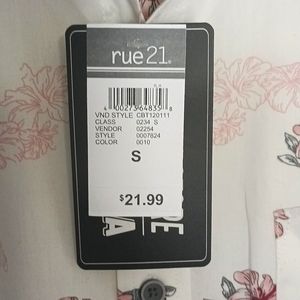 rue21
4 00273 64835 8
VND STYLE CBT120111
CLASS 0234 S
VENDOR 02254
STYLE 0007824
COLOR 0010
S
$21.99